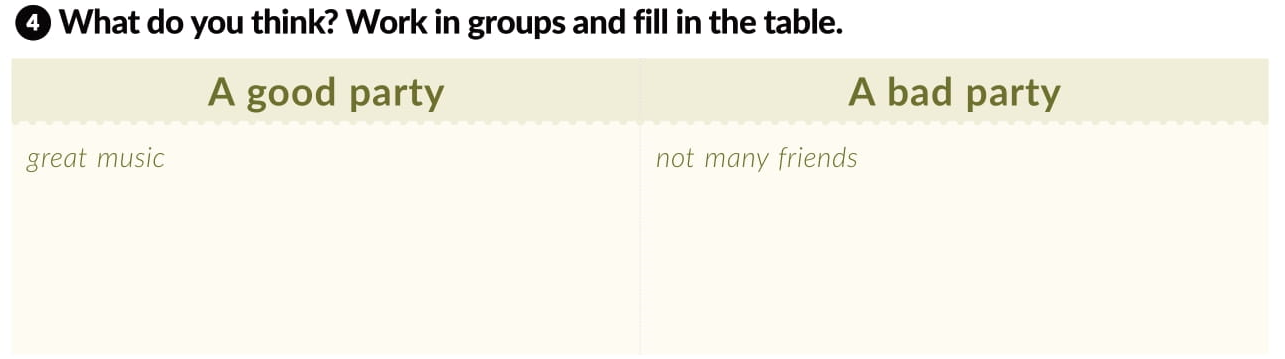 4 What do you think? Work in groups and fill in the table.
A good party
A bad party
great music
not many friends